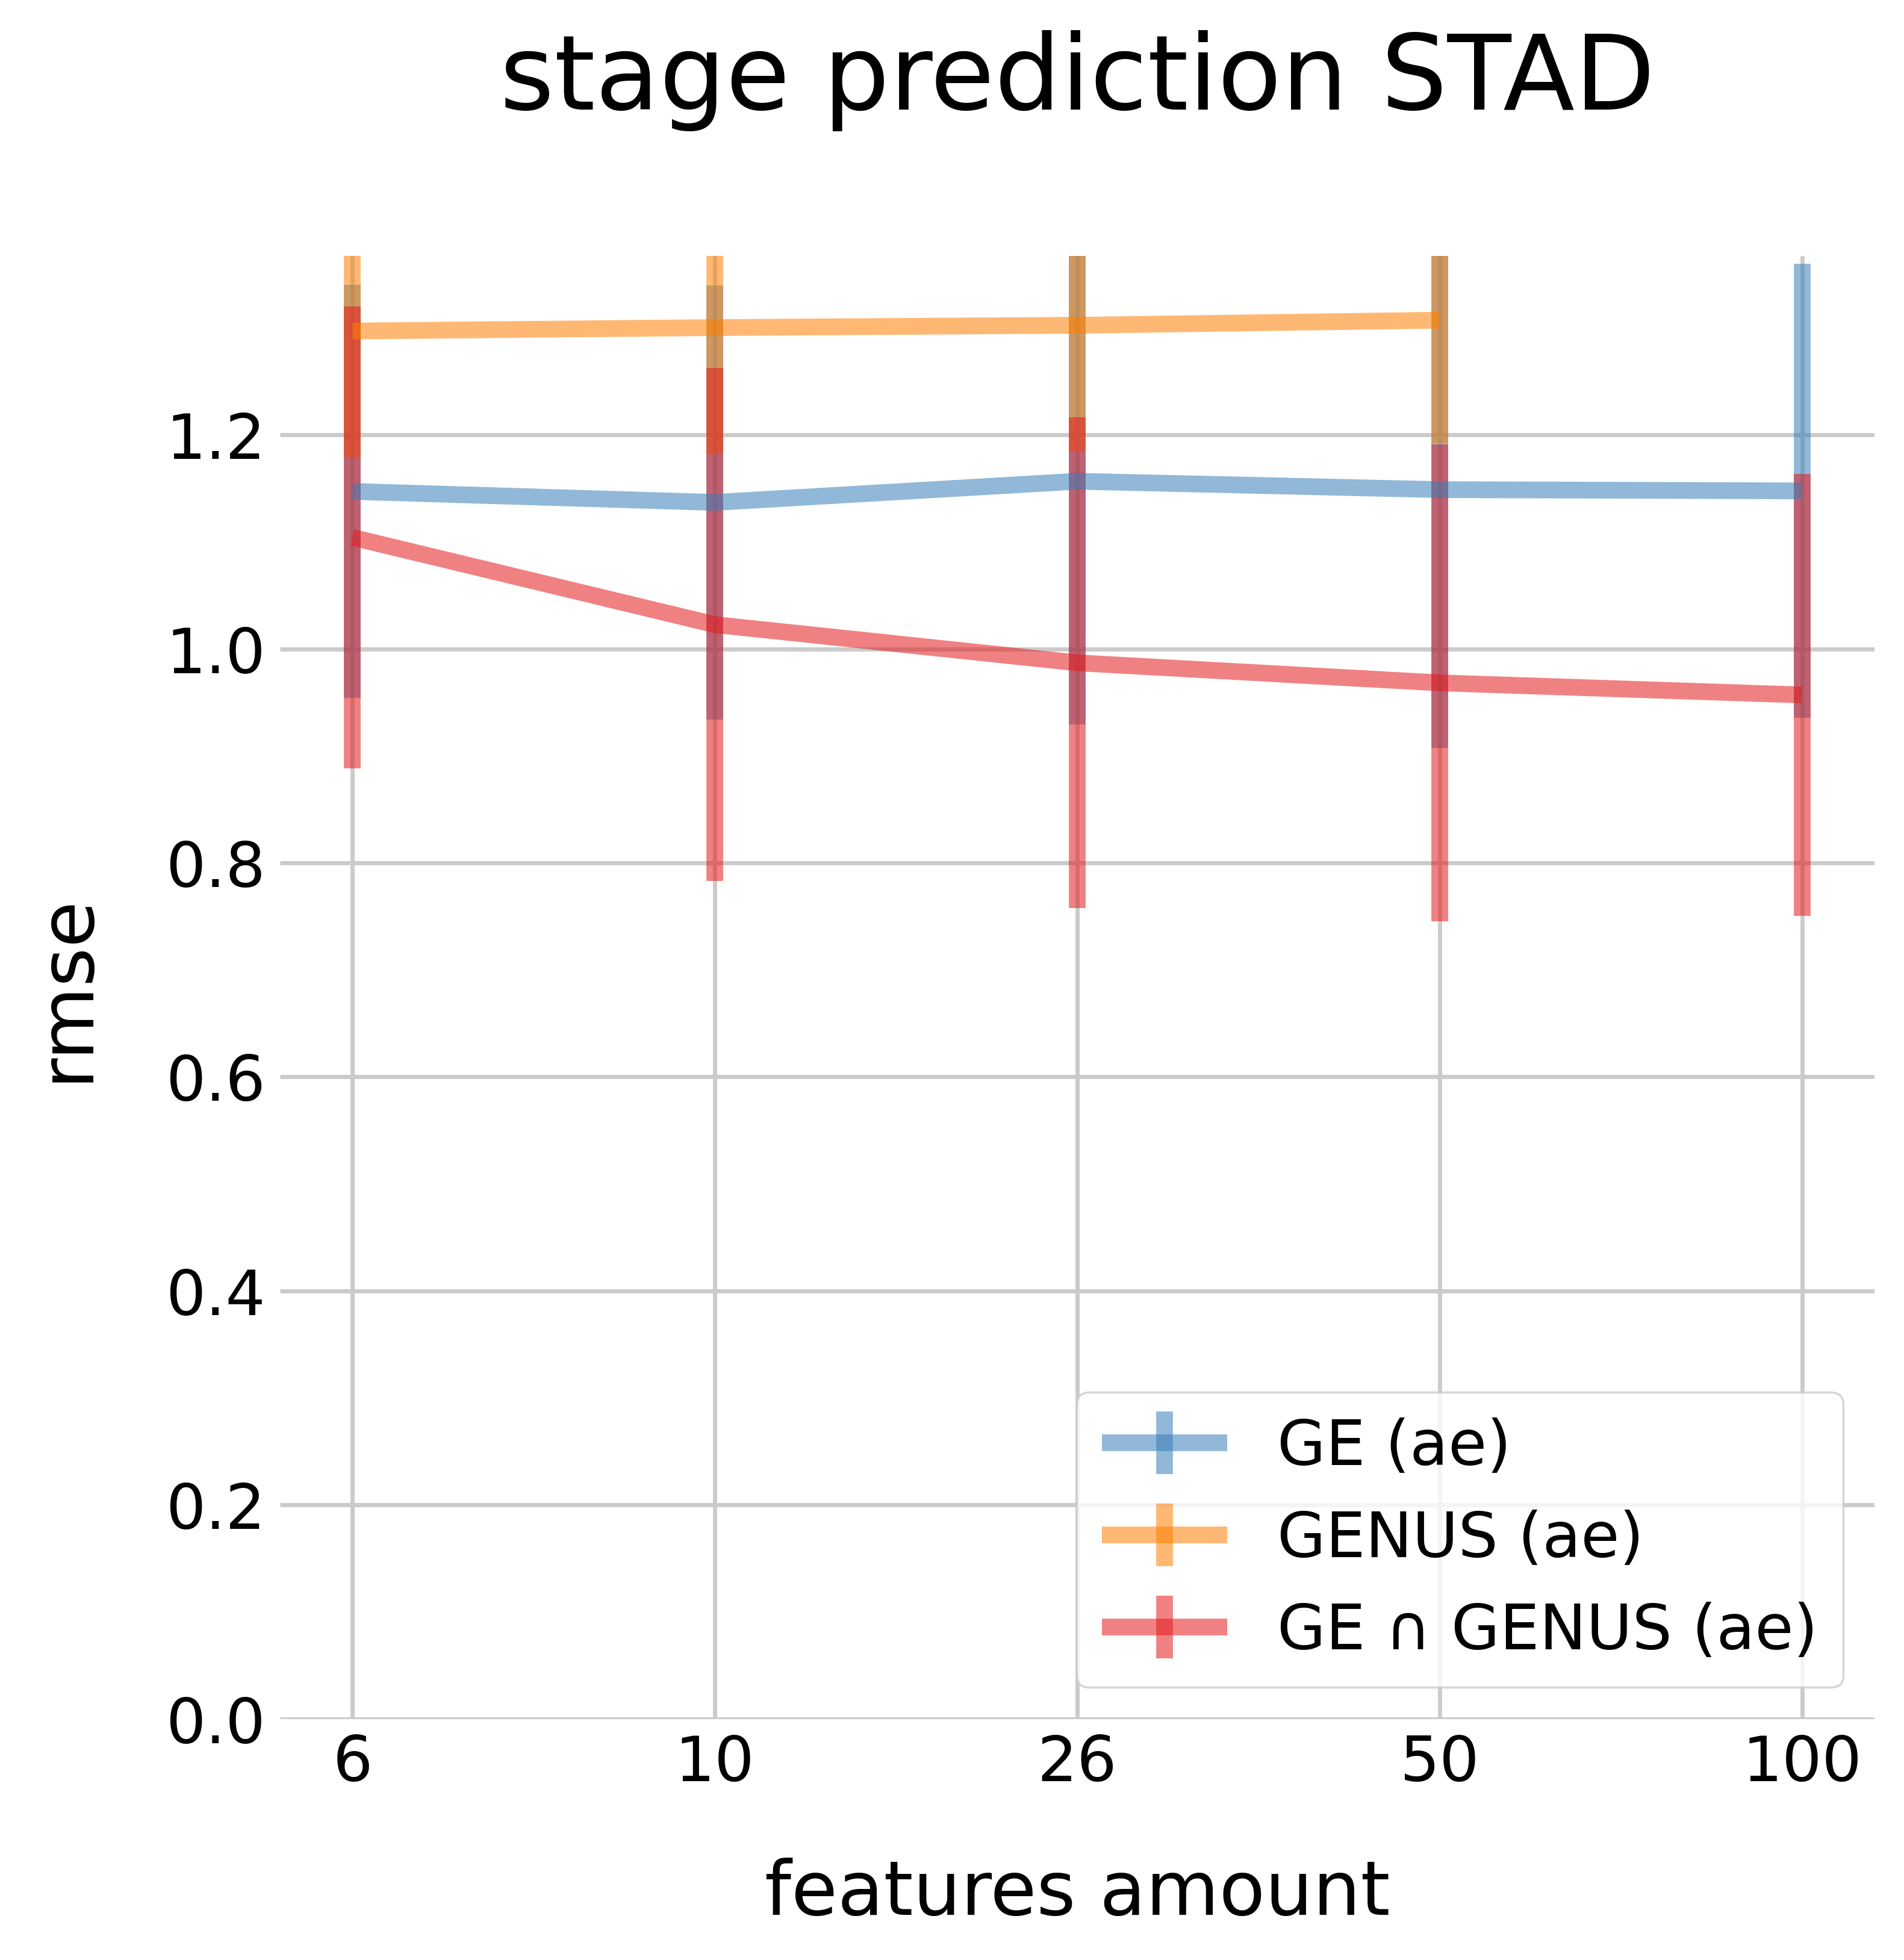 stage prediction STAD
rmse
1.2
1.0
0.8
0.6
0.4
0.2
0.0
6 10 26 50 100
features amount
GE (ae)
GENUS (ae)
GE ∩ GENUS (ae)